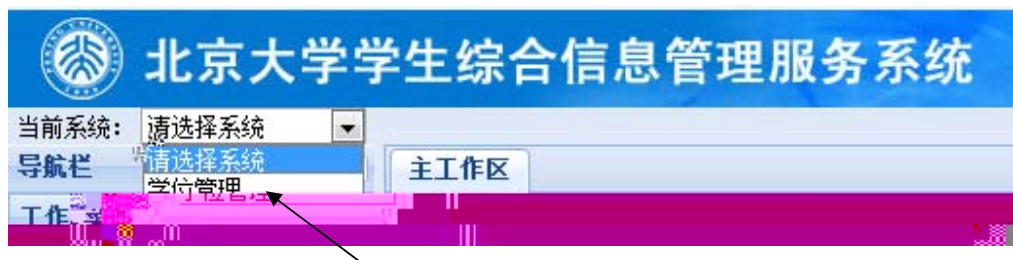 北京大学学生综合信息管理服务系统
当前系统: 请选择系统
导航栏 请选择系统 主工作区
学位管理
工作